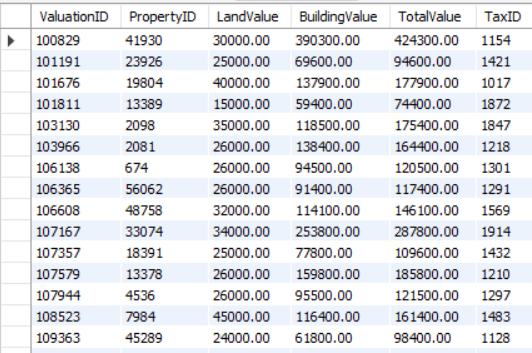 ValuationID PropertyID LandValue BuildingValue TotalValue TaxID
100829 41930 30000.00 390300.00 424300.00 1154
101191 23926 25000.00 69600.00 94600.00 1421
101676 19804 40000.00 137900.00 177900.00 1017
101811 13389 15000.00 59400.00 74400.00 1872
103130 2098 35000.00 118500.00 175400.00 1847
103966 2081 26000.00 138400.00 164400.00 1218
106138 674 26000.00 94500.00 120500.00 1301
106365 56062 26000.00 91400.00 117400.00 1291
106608 48758 32000.00 114100.00 146100.00 1569
107167 33074 34000.00 253800.00 287800.00 1914
107357 18391 25000.00 77800.00 109600.00 1432
107579 13378 26000.00 159800.00 185800.00 1210
107944 4536 26000.00 95500.00 121500.00 1297
108523 7984 45000.00 116400.00 161400.00 1483
109363 45289 24000.00 61800.00 98400.00 1128